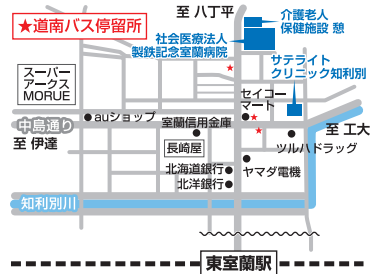 至 八丁平
介護老人
保健施設 憩
★道南バス停留所
社会医療法人
製鉄記念室蘭病院
★
サテライト
クリニック知利別
スーパー
アークス
MORUE
セイコー
マート
★
●auショップ
室蘭信用金庫
中島通り
★
至 工大
至 伊達
長崎屋
ツルハドラッグ
北海道銀行
ヤマダ電機
北洋銀行
知利別川
東室蘭駅